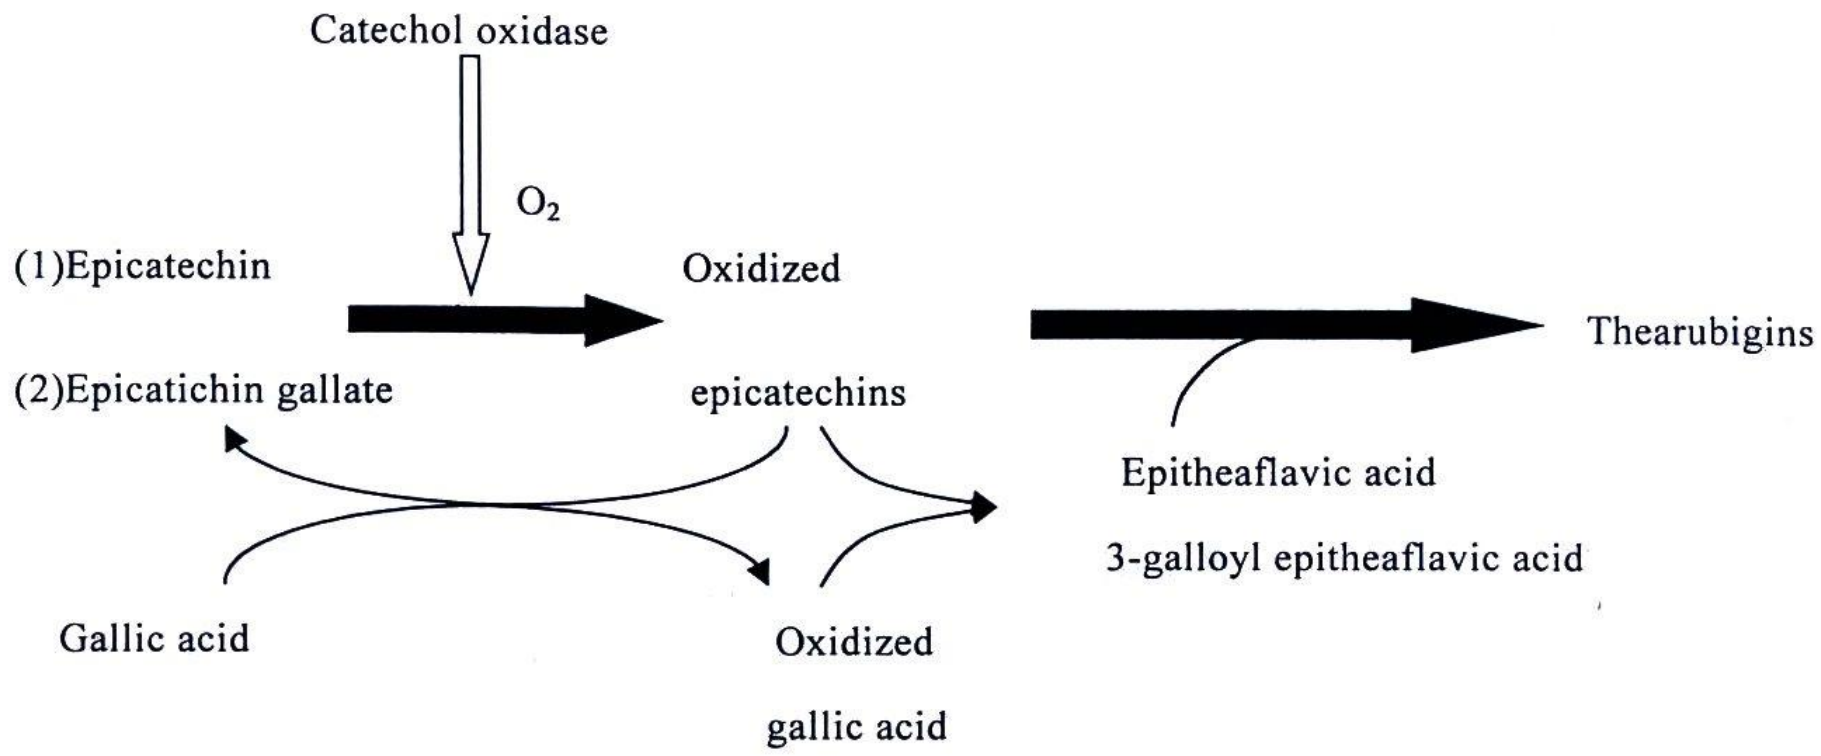 Catechol oxidase
O₂
(1)Epicatechin
Oxidized
Thearubigins
(2)Epicatichin gallate
epicatechins
Epitheaflavic acid
3-galloyl epitheaflavic acid
Gallic acid
Oxidized
gallic acid